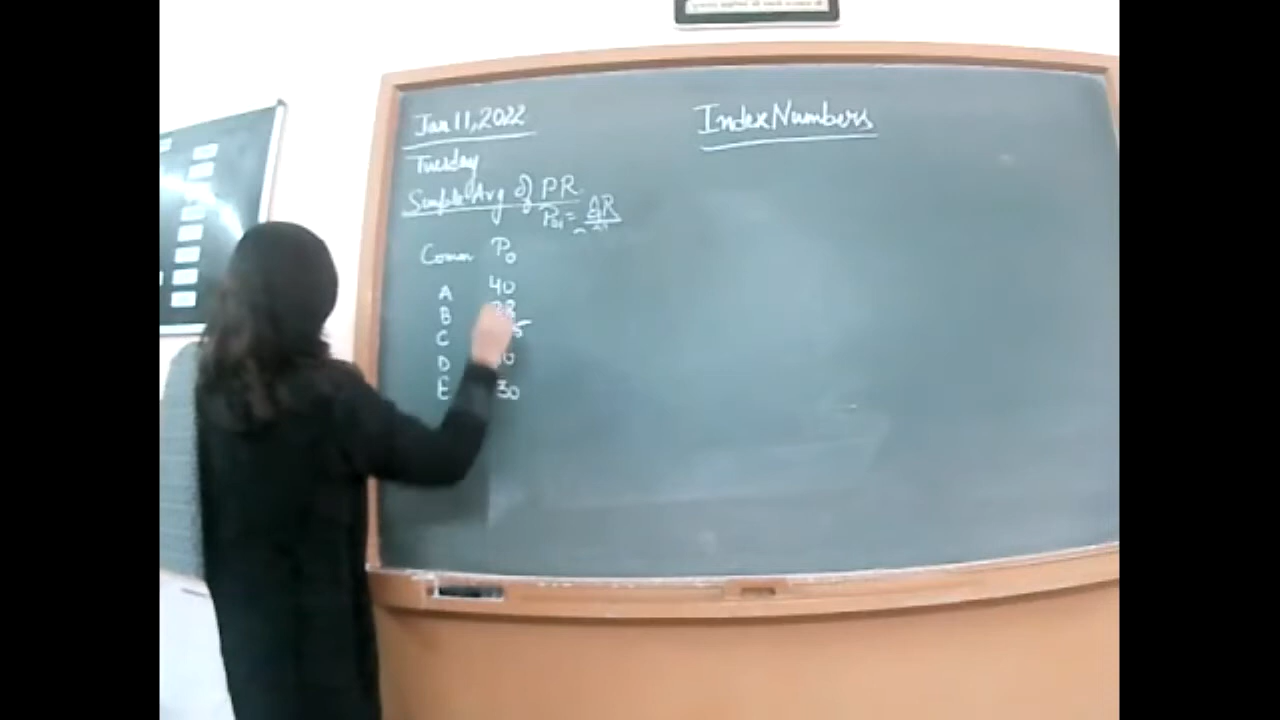 Jan 11, 2022
Index Numbers
Tuesday
Simple Avg of PR
P01 = ΣR
Comm P0
A 40
B
C
D
E 30